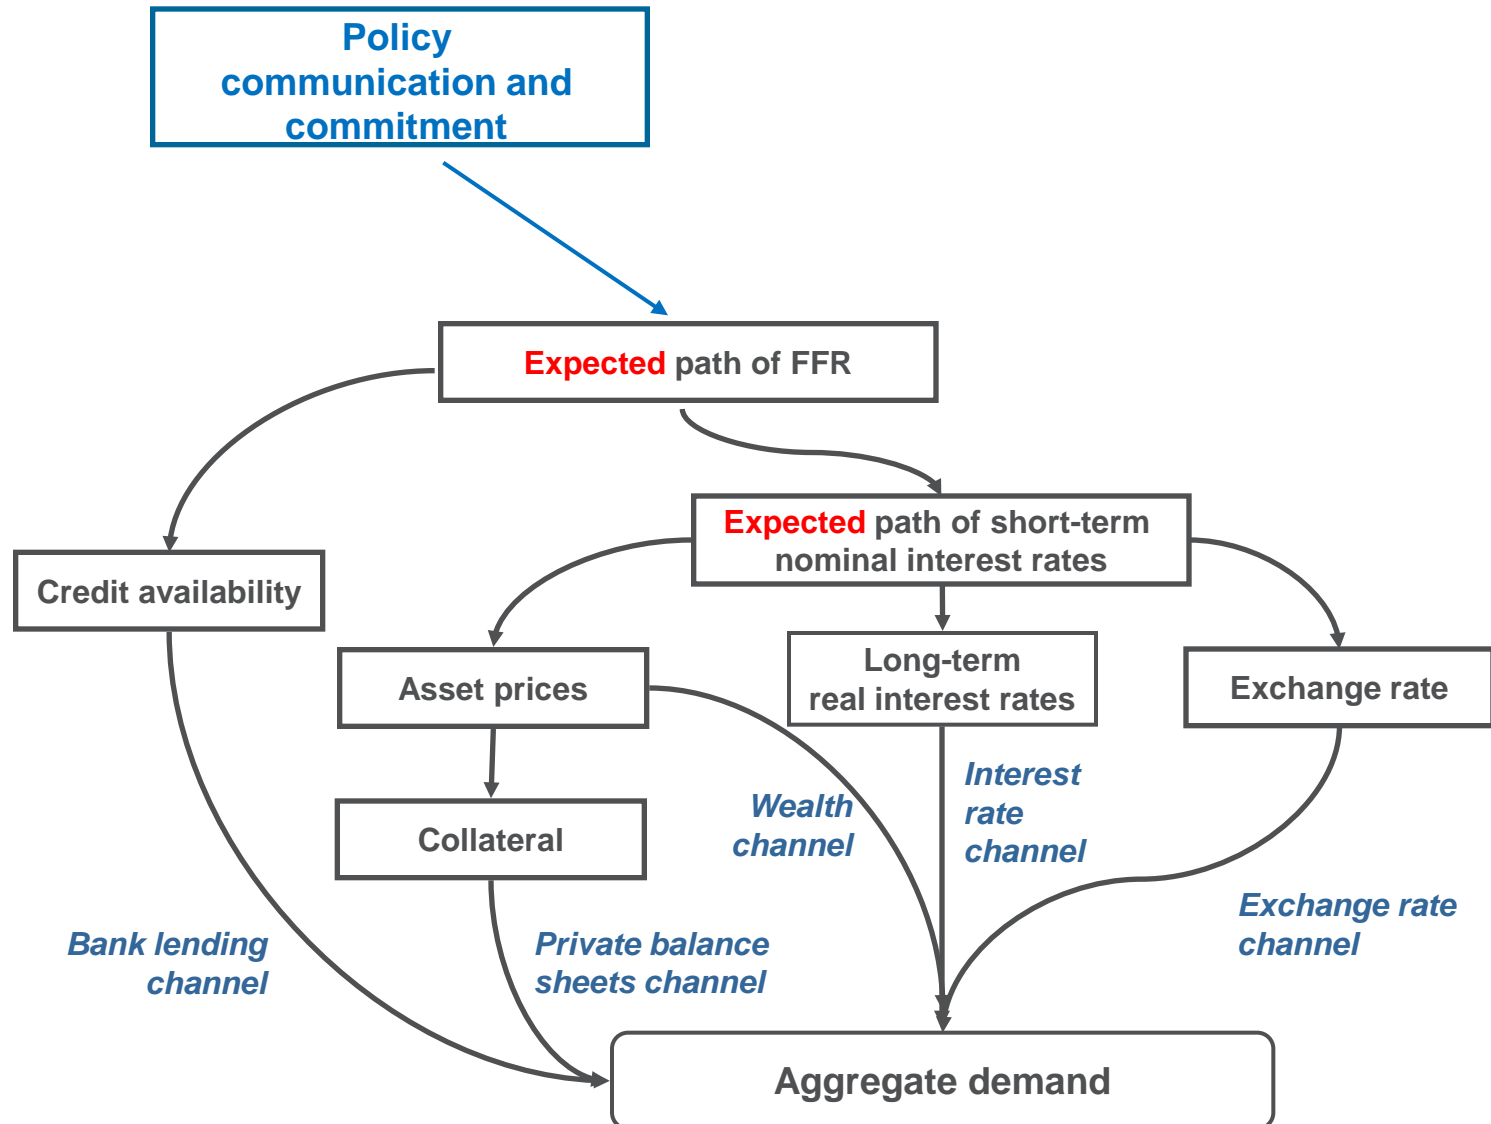 Policy
communication and
commitment
Expected path of FFR
Expected path of short-term
nominal interest rates
Credit availability
Asset prices
Long-term
real interest rates
Exchange rate
Collateral
Wealth
channel
Interest
rate
channel
Bank lending
channel
Private balance
sheets channel
Exchange rate
channel
Aggregate demand